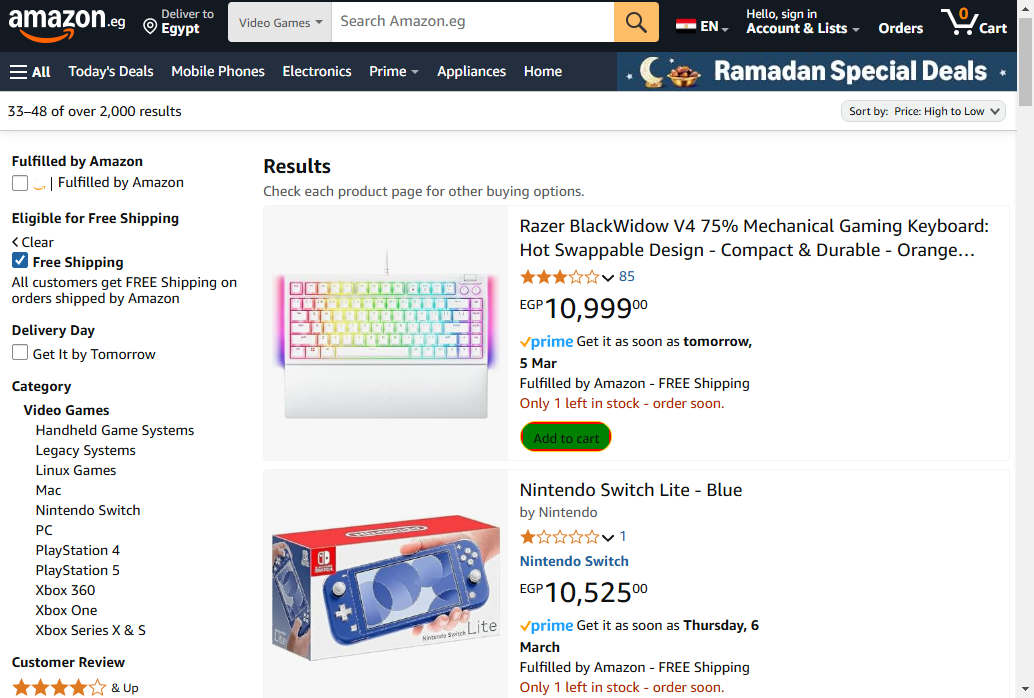 amazon.eg
Deliver to
Egypt
Video Games
Search Amazon.eg
EN
Hello, sign in
Account & Lists
Orders
0
Cart
All
Today's Deals
Mobile Phones
Electronics
Prime
Appliances
Home
Ramadan Special Deals
33–48 of over 2,000 results
Sort by: Price: High to Low
Fulfilled by Amazon
| Fulfilled by Amazon
Eligible for Free Shipping
Clear
Free Shipping
All customers get FREE Shipping on
orders shipped by Amazon
Delivery Day
Get It by Tomorrow
Category
Video Games
Handheld Game Systems
Legacy Systems
Linux Games
Mac
Nintendo Switch
PC
PlayStation 4
PlayStation 5
Xbox 360
Xbox One
Xbox Series X & S
Customer Review
& Up
Results
Check each product page for other buying options.
Razer BlackWidow V4 75% Mechanical Gaming Keyboard:
Hot Swappable Design - Compact & Durable - Orange…
85
EGP10,99900
prime Get it as soon as tomorrow,
5 Mar
Fulfilled by Amazon - FREE Shipping
Only 1 left in stock - order soon.
Add to cart
Nintendo Switch Lite - Blue
by Nintendo
1
Nintendo Switch
EGP10,52500
prime Get it as soon as Thursday, 6
March
Fulfilled by Amazon - FREE Shipping
Only 1 left in stock - order soon.
NINTENDO
SWITCH
Nintendo Switch Lite